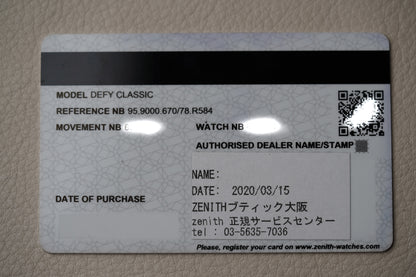 MODEL DEFY CLASSIC
REFERENCE NB 95.9000.670/78.R584
MOVEMENT NB
WATCH NB
AUTHORISED DEALER NAME/STAMP
NAME:
DATE: 2020/03/15
DATE OF PURCHASE
ZENITHブティック大阪
zenith 正規サービスセンター
tel : 03-5635-7036
Please, register your card on www.zenith-watches.com